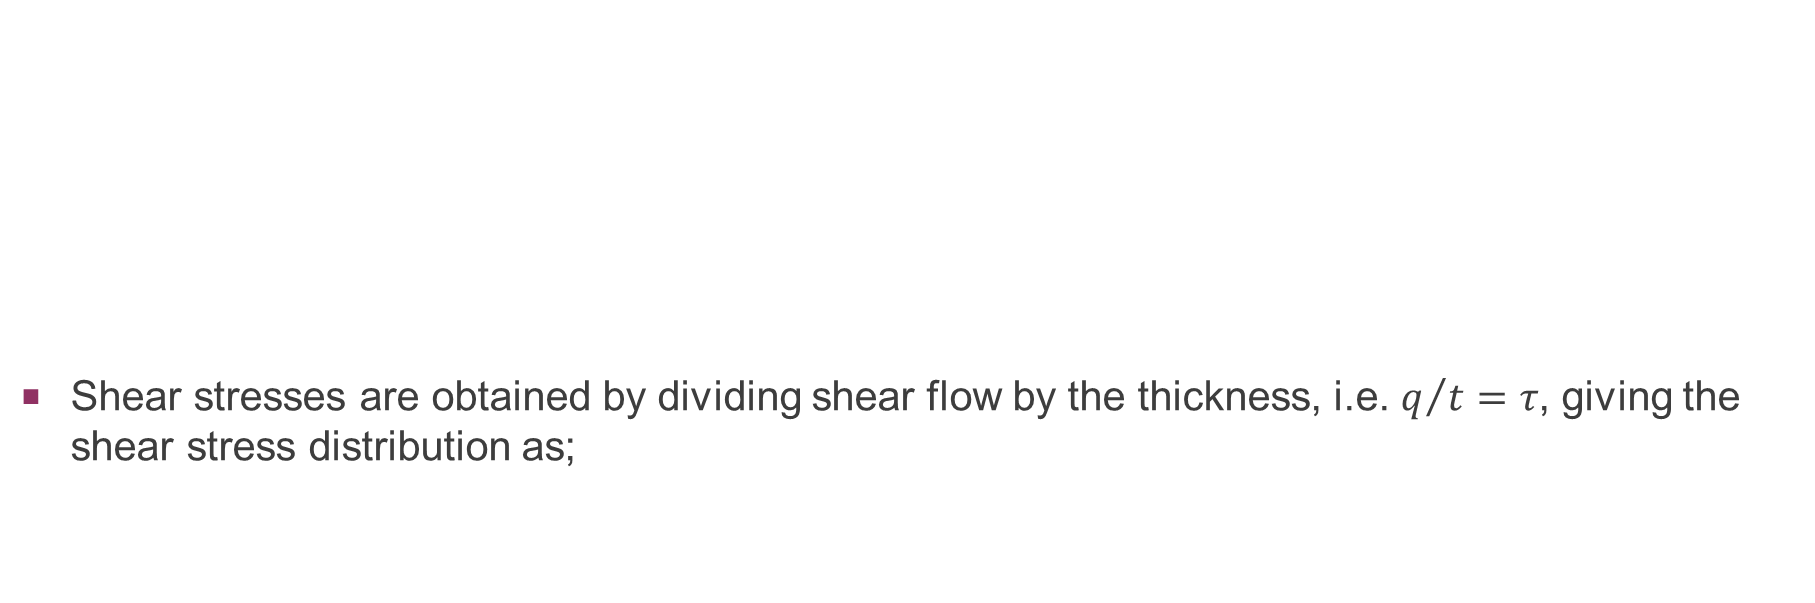 ▪ Shear stresses are obtained by dividing shear flow by the thickness, i.e. 𝑞/𝑡 = 𝜏, giving the
shear stress distribution as;